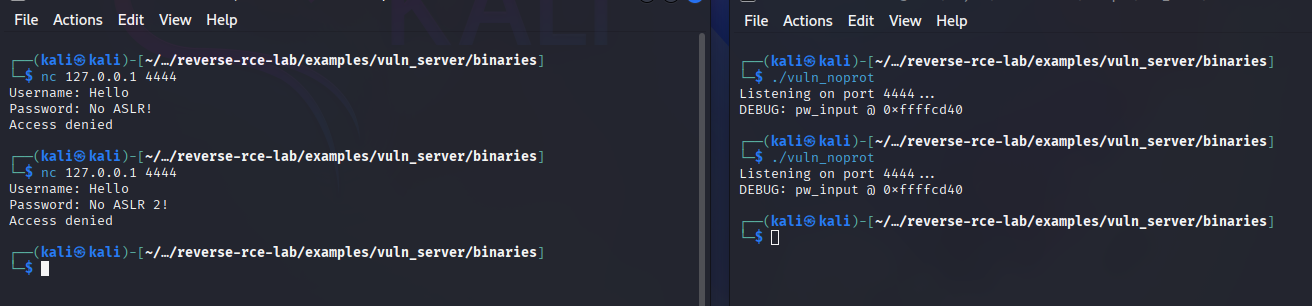 File Actions Edit View Help
┌──(kali㉿kali)-[~/…/reverse-rce-lab/examples/vuln_server/binaries]
└─$ nc 127.0.0.1 4444
Username: Hello
Password: No ASLR!
Access denied
┌──(kali㉿kali)-[~/…/reverse-rce-lab/examples/vuln_server/binaries]
└─$ nc 127.0.0.1 4444
Username: Hello
Password: No ASLR 2!
Access denied
┌──(kali㉿kali)-[~/…/reverse-rce-lab/examples/vuln_server/binaries]
└─$
File Actions Edit View Help
┌──(kali㉿kali)-[~/…/reverse-rce-lab/examples/vuln_server/binaries]
└─$ ./vuln_noprot
Listening on port 4444...
DEBUG: pw_input @ 0xffffcd40
┌──(kali㉿kali)-[~/…/reverse-rce-lab/examples/vuln_server/binaries]
└─$ ./vuln_noprot
Listening on port 4444...
DEBUG: pw_input @ 0xffffcd40
┌──(kali㉿kali)-[~/…/reverse-rce-lab/examples/vuln_server/binaries]
└─$